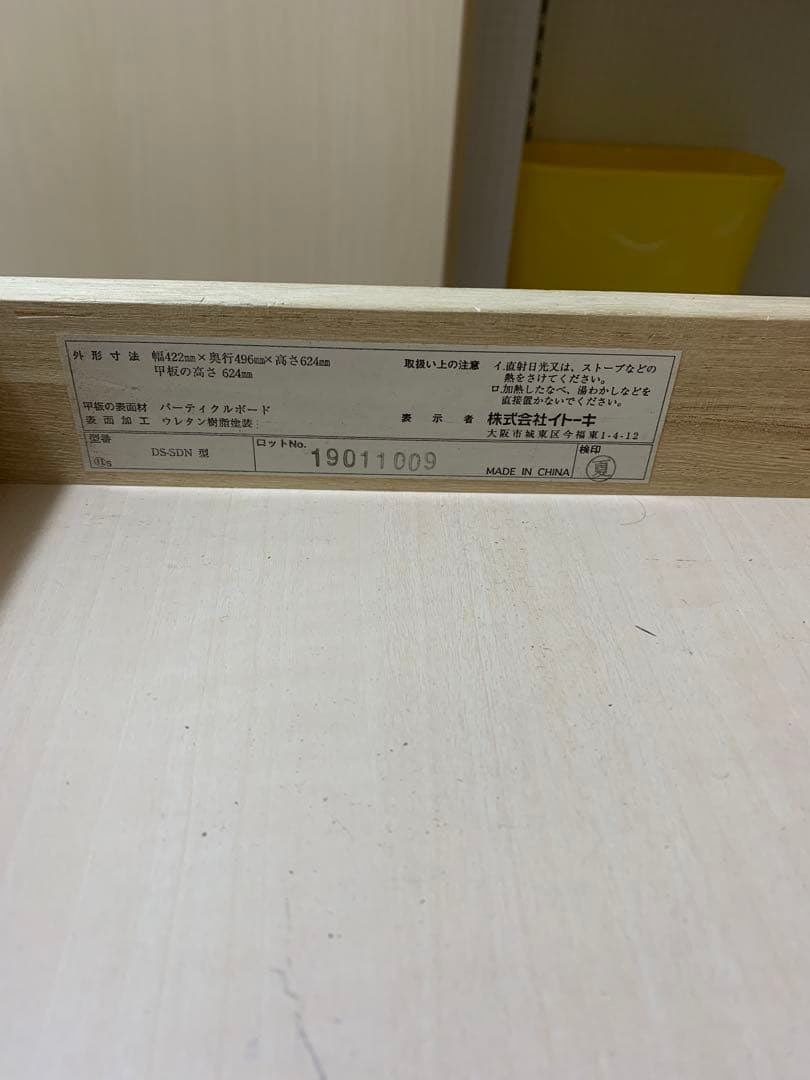 外形寸法 幅422㎜×奥行496㎜×高さ624㎜
甲板の高さ 624㎜
甲板の表面材 パーティクルボード
表面加工 ウレタン樹脂塗装
取扱い上の注意 イ.直射日光又は、ストーブなどの
熱をさけてください。
ロ.加熱したなべ、湯わかしなどを
直接置かないでください。
表示者 株式会社イトーキ
大阪市城東区今福東1-4-12
型番 DS-SDN 型
ロットNo. 19011009
MADE IN CHINA
検印
夏